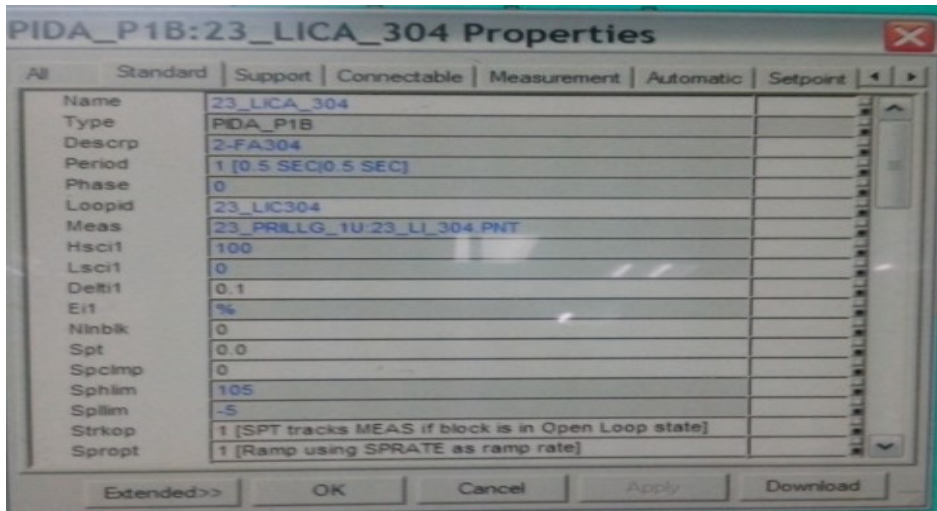 PIDA_P1B:23_LICA_304 Properties
All Standard Support Connectable Measurement Automatic Setpoint
Name 23_LICA_304
Type PIDA_P1B
Descrp 2-FA304
Period 1 [0.5 SEC|0.5 SEC]
Phase 0
Loopid 23_LIC304
Meas 23_PRILLG_1U:23_LI_304.PNT
Hsci1 100
Lsci1 0
Delti1 0.1
Ei1 %
Nlnblk 0
Spt 0.0
Spclmp 0
Sphlim 105
Spllim -5
Strkop 1 [SPT tracks MEAS if block is in Open Loop state]
Spropt 1 [Ramp using SPRATE as ramp rate]
Extended>> OK Cancel Apply Download